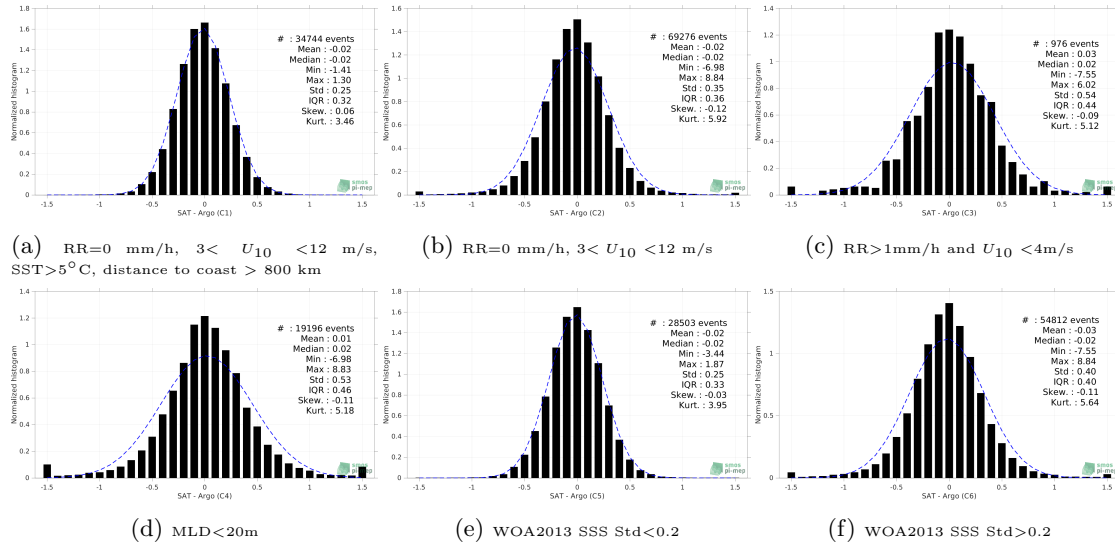 1.8
1.6
1.4
1.2
1
0.8
0.6
0.4
0.2
0
Normalized histogram
# : 34744 events
Mean : -0.02
Median : -0.02
Min : -1.41
Max : 1.30
Std : 0.25
IQR : 0.32
Skew. : 0.06
Kurt. : 3.46
smos
pi-mep
-1.5 -1 -0.5 0 0.5 1 1.5
SAT - Argo (C1)
(a) RR=0 mm/h, 3< U10 <12 m/s,
SST>5°C, distance to coast > 800 km
1.6
1.4
1.2
1
0.8
0.6
0.4
0.2
0
Normalized histogram
# : 69276 events
Mean : -0.02
Median : -0.02
Min : -6.98
Max : 8.84
Std : 0.35
IQR : 0.36
Skew. : -0.12
Kurt. : 5.92
smos
pi-mep
-1.5 -1 -0.5 0 0.5 1 1.5
SAT - Argo (C2)
(b) RR=0 mm/h, 3< U10 <12 m/s
1.4
1.2
1
0.8
0.6
0.4
0.2
0
Normalized histogram
# : 976 events
Mean : 0.03
Median : 0.02
Min : -7.55
Max : 6.02
Std : 0.54
IQR : 0.44
Skew. : -0.09
Kurt. : 5.12
smos
pi-mep
-1.5 -1 -0.5 0 0.5 1 1.5
SAT - Argo (C3)
(c) RR>1mm/h and U10 <4m/s
1.4
1.2
1
0.8
0.6
0.4
0.2
0
Normalized histogram
# : 19196 events
Mean : 0.01
Median : 0.02
Min : -6.98
Max : 8.83
Std : 0.53
IQR : 0.46
Skew. : -0.11
Kurt. : 5.18
smos
pi-mep
-1.5 -1 -0.5 0 0.5 1 1.5
SAT - Argo (C4)
(d) MLD<20m
1.8
1.6
1.4
1.2
1
0.8
0.6
0.4
0.2
0
Normalized histogram
# : 28503 events
Mean : -0.02
Median : -0.02
Min : -3.44
Max : 1.87
Std : 0.25
IQR : 0.33
Skew. : -0.03
Kurt. : 3.95
smos
pi-mep
-1.5 -1 -0.5 0 0.5 1 1.5
SAT - Argo (C5)
(e) WOA2013 SSS Std<0.2
1.5
1
0.5
0
Normalized histogram
# : 54812 events
Mean : -0.03
Median : -0.02
Min : -7.55
Max : 8.84
Std : 0.40
IQR : 0.40
Skew. : -0.11
Kurt. : 5.64
smos
pi-mep
-1.5 -1 -0.5 0 0.5 1 1.5
SAT - Argo (C6)
(f) WOA2013 SSS Std>0.2